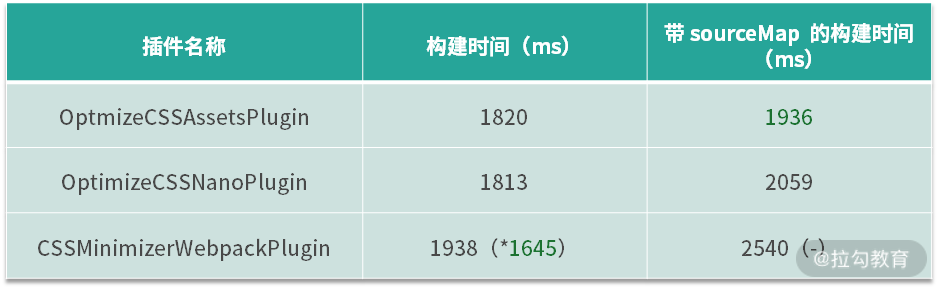 插件名称
构建时间（ms）
带 sourceMap 的构建时间
（ms）
OptmizeCSSAssetsPlugin
1820
1936
OptimizeCSSNanoPlugin
1813
2059
CSSMinimizerWebpackPlugin
1938（*1645）
2540（-）
@拉勾教育